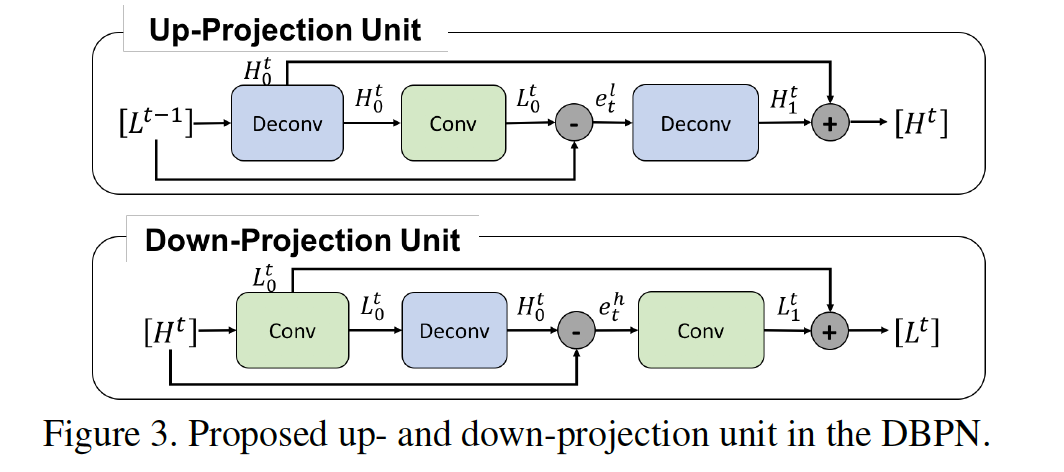 Up-Projection Unit
H_0^t
[L^{t-1}] Deconv H_0^t Conv L_0^t - e_t^l Deconv H_1^t + [H^t]
Down-Projection Unit
L_0^t
[H^t] Conv L_0^t Deconv H_0^t - e_t^h Conv L_1^t + [L^t]
Figure 3. Proposed up- and down-projection unit in the DBPN.